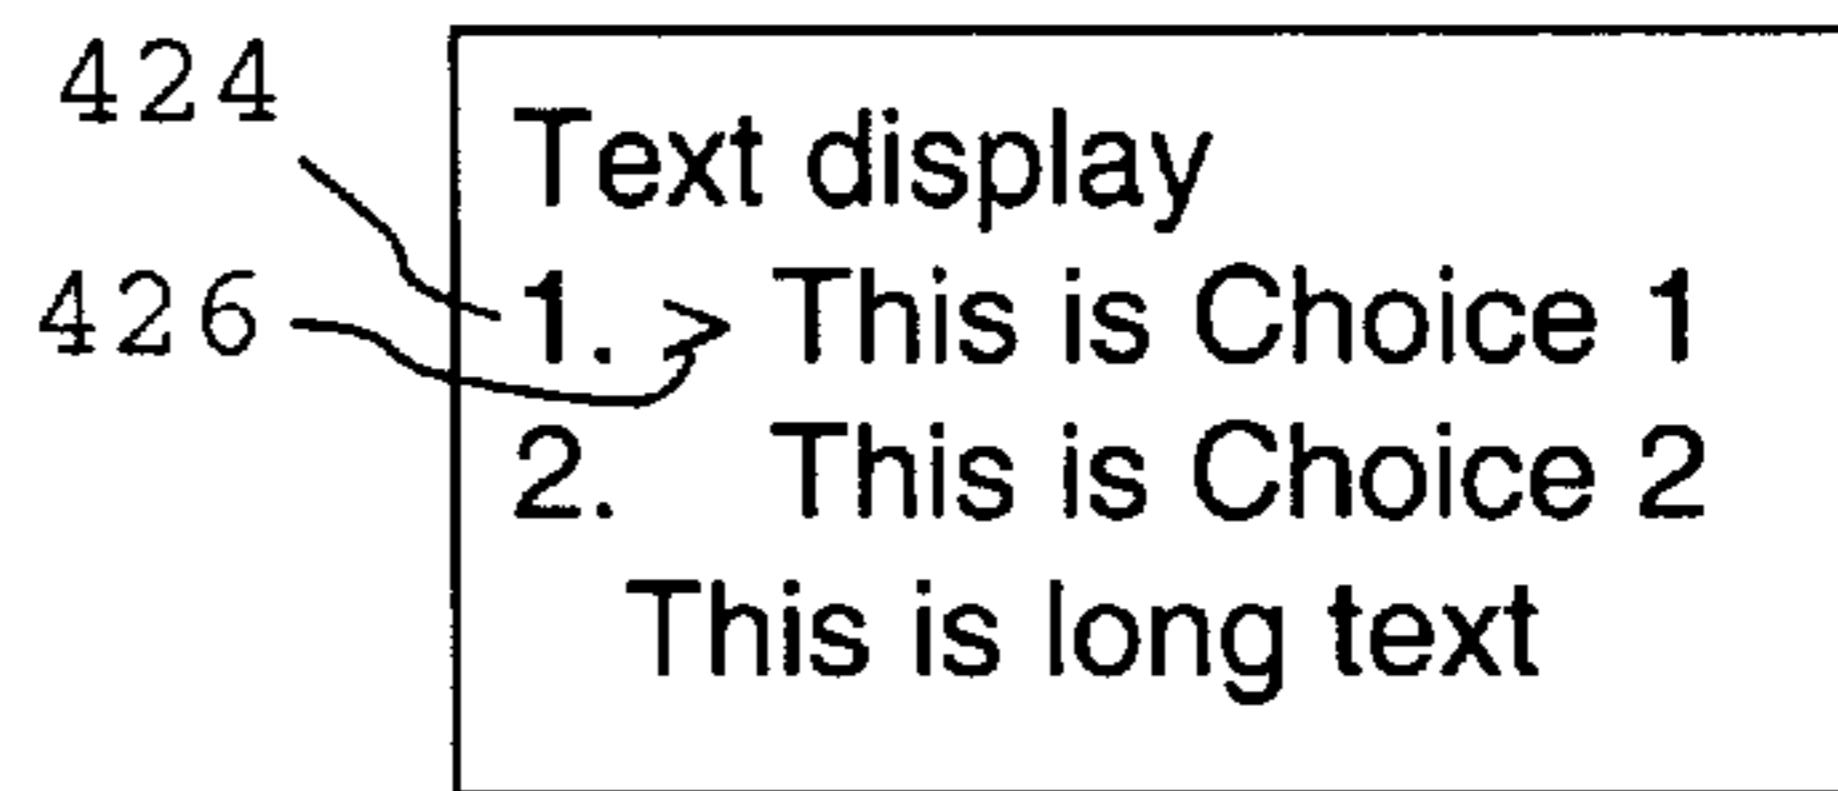 424
Text display
426
1. > This is Choice 1
2. This is Choice 2
This is long text